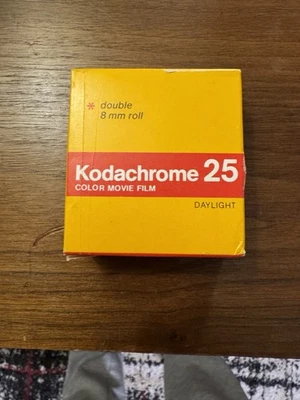 * double
8 mm roll
Kodachrome 25
COLOR MOVIE FILM
DAYLIGHT